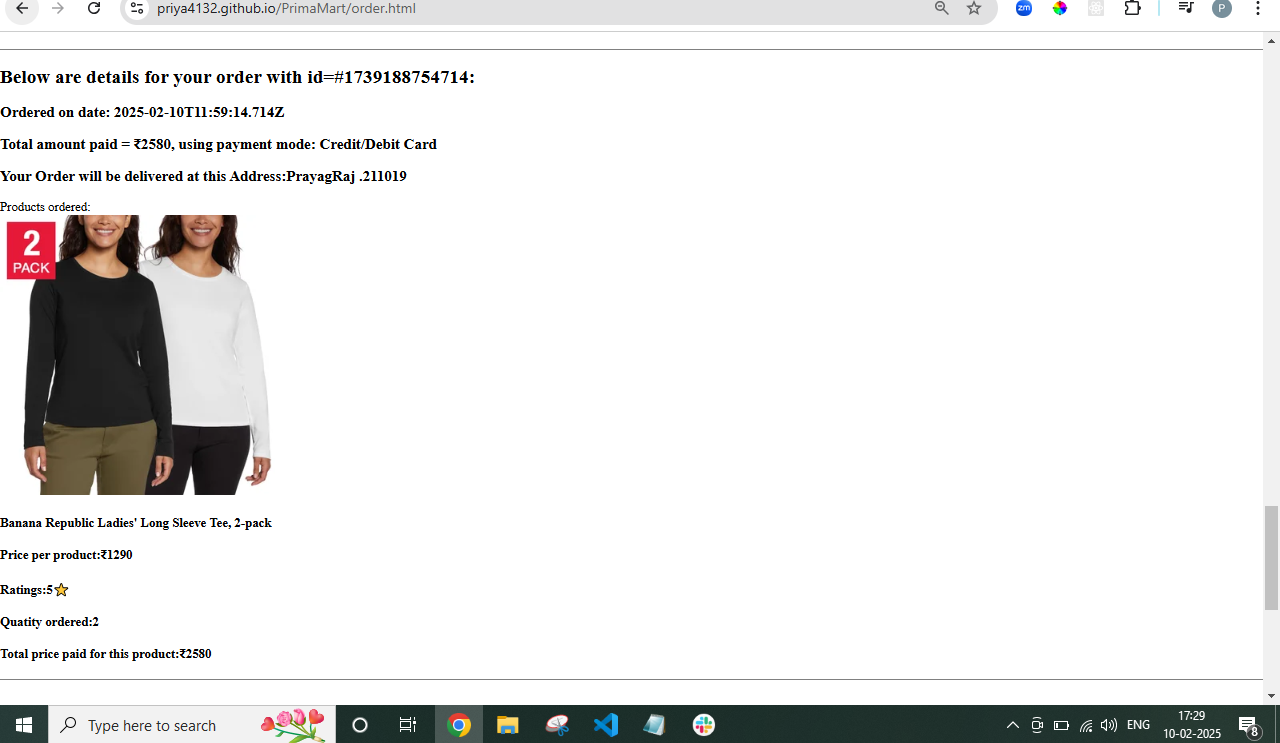 priya4132.github.io/PrimaMart/order.html
zm
P
Below are details for your order with id=#1739188754714:
Ordered on date: 2025-02-10T11:59:14.714Z
Total amount paid = ₹2580, using payment mode: Credit/Debit Card
Your Order will be delivered at this Address:PrayagRaj .211019
Products ordered:
2
PACK
Banana Republic Ladies' Long Sleeve Tee, 2-pack
Price per product:₹1290
Ratings:5⭐
Quatity ordered:2
Total price paid for this product:₹2580
Type here to search
ENG
17:29
10-02-2025
8